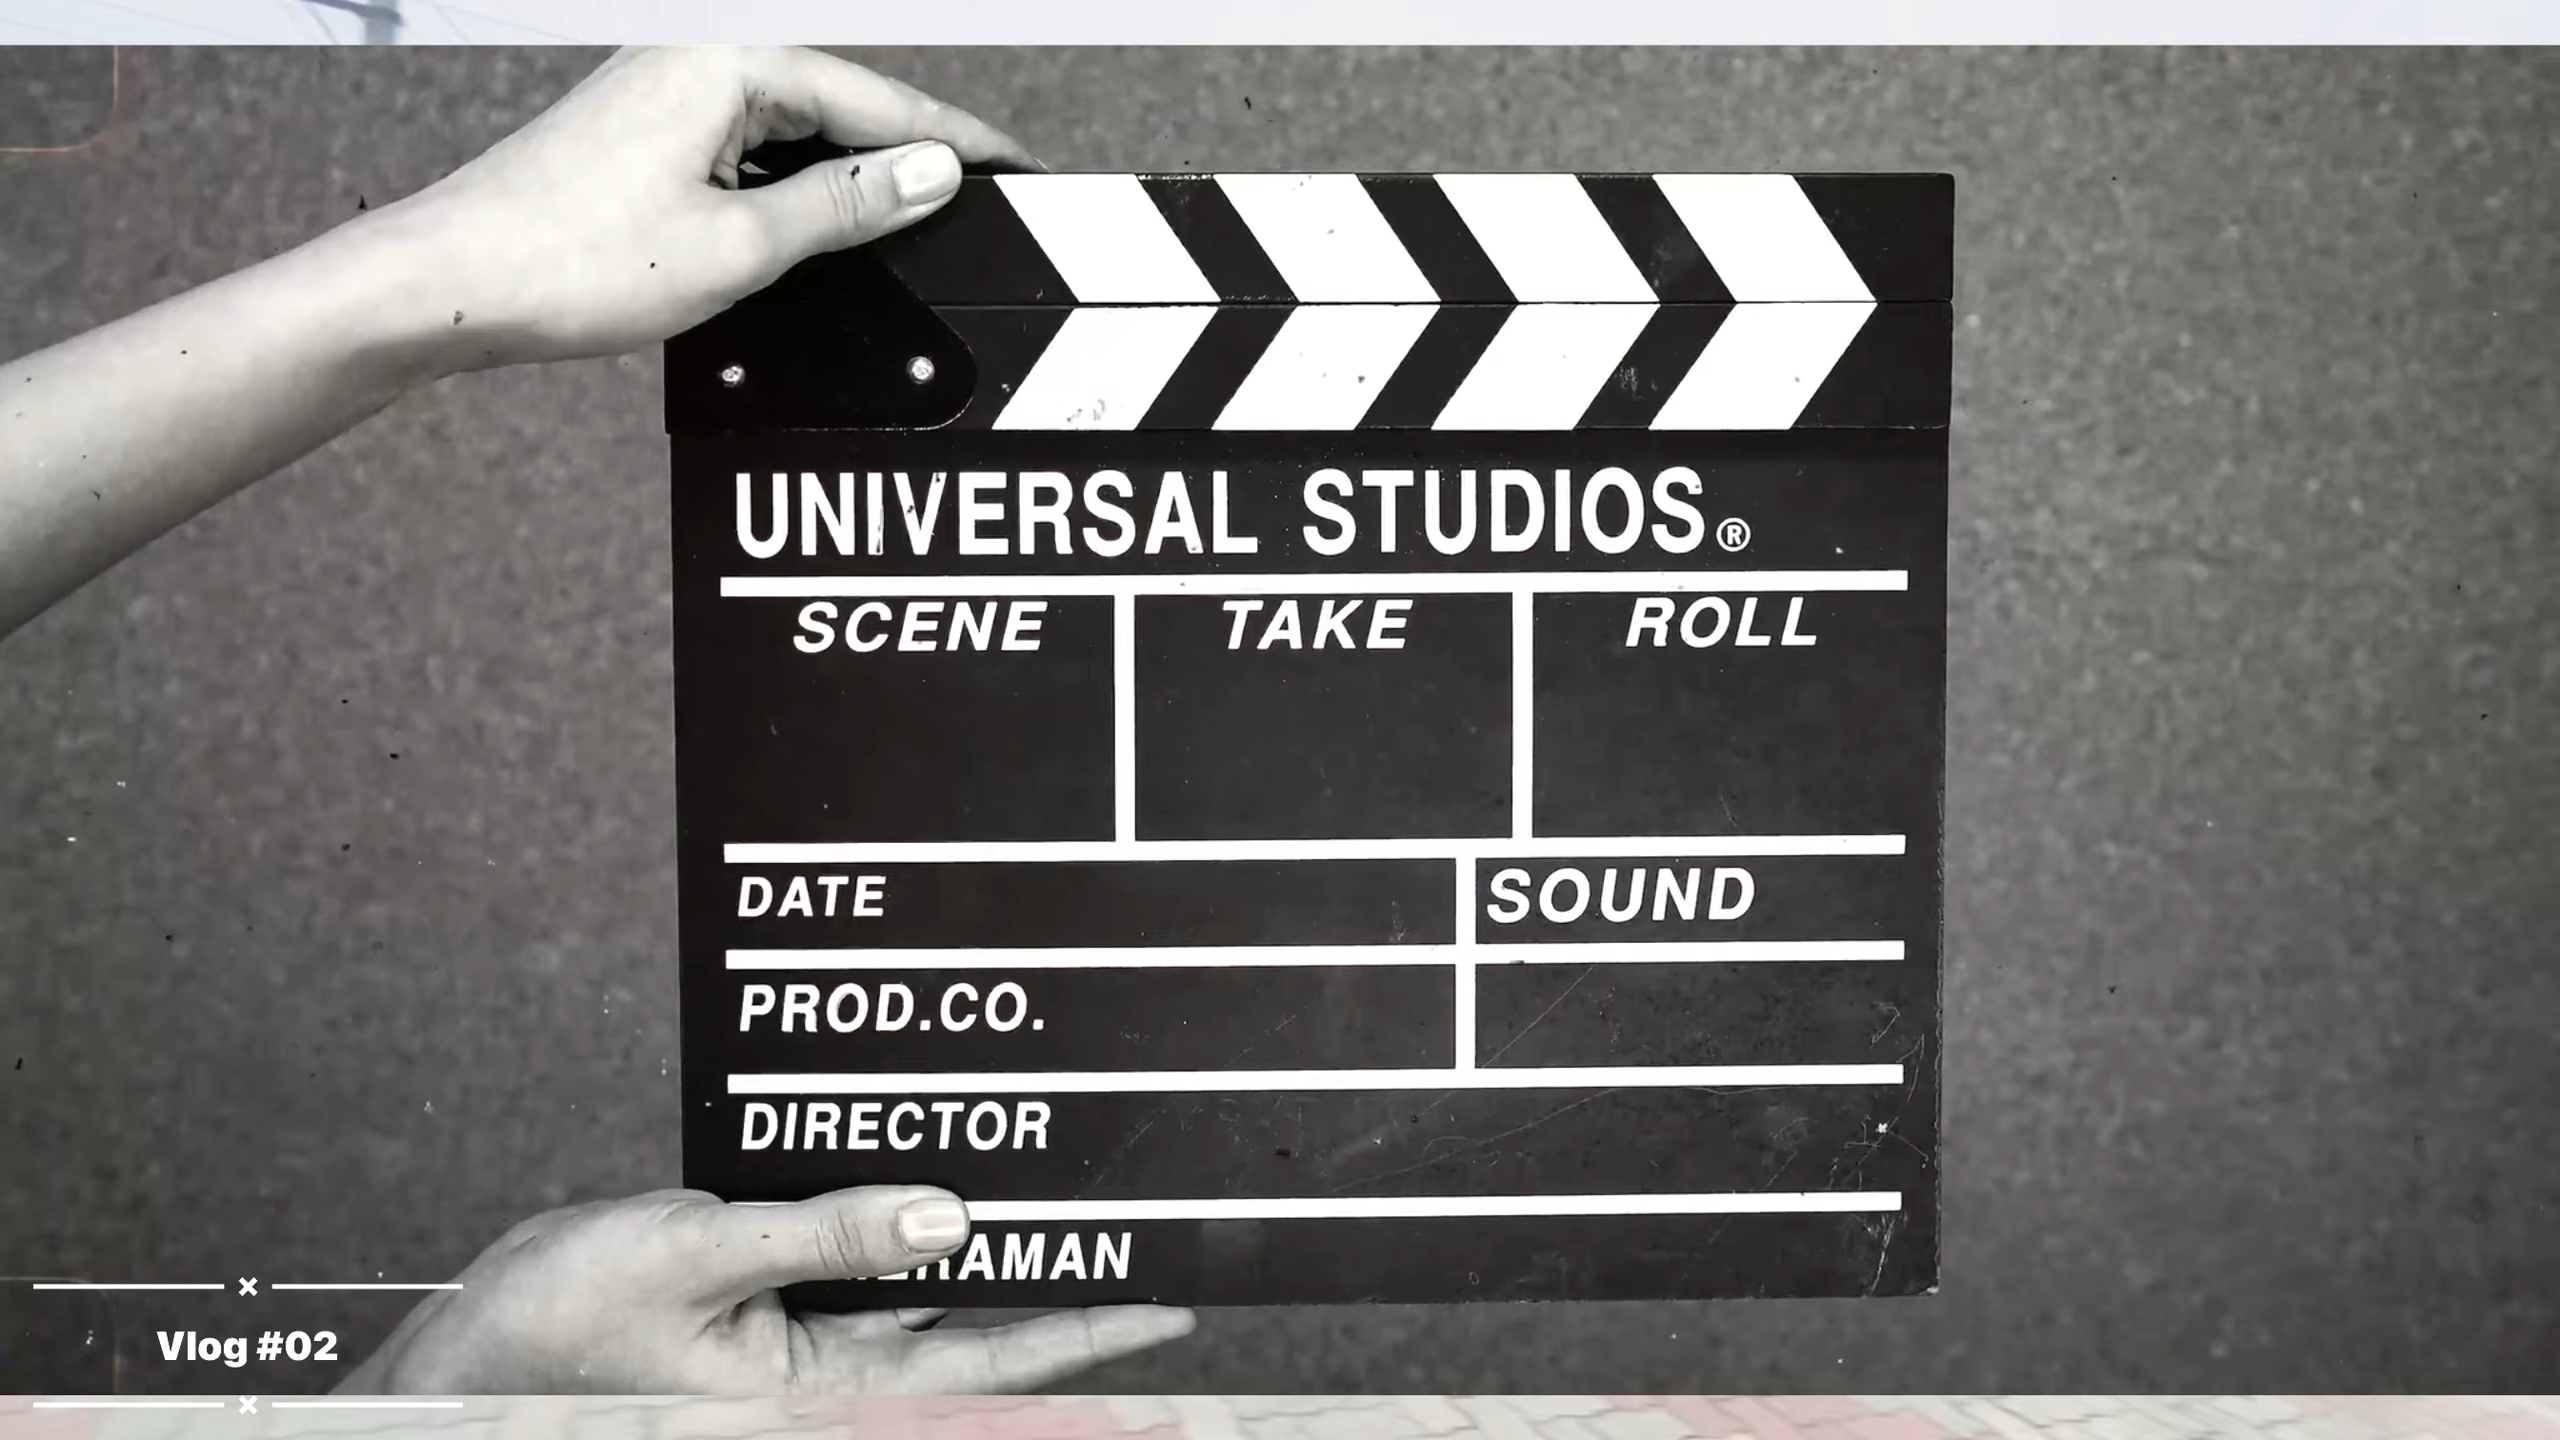 UNIVERSAL STUDIOS®
SCENE TAKE ROLL
DATE SOUND
PROD.CO.
DIRECTOR
Vlog #02